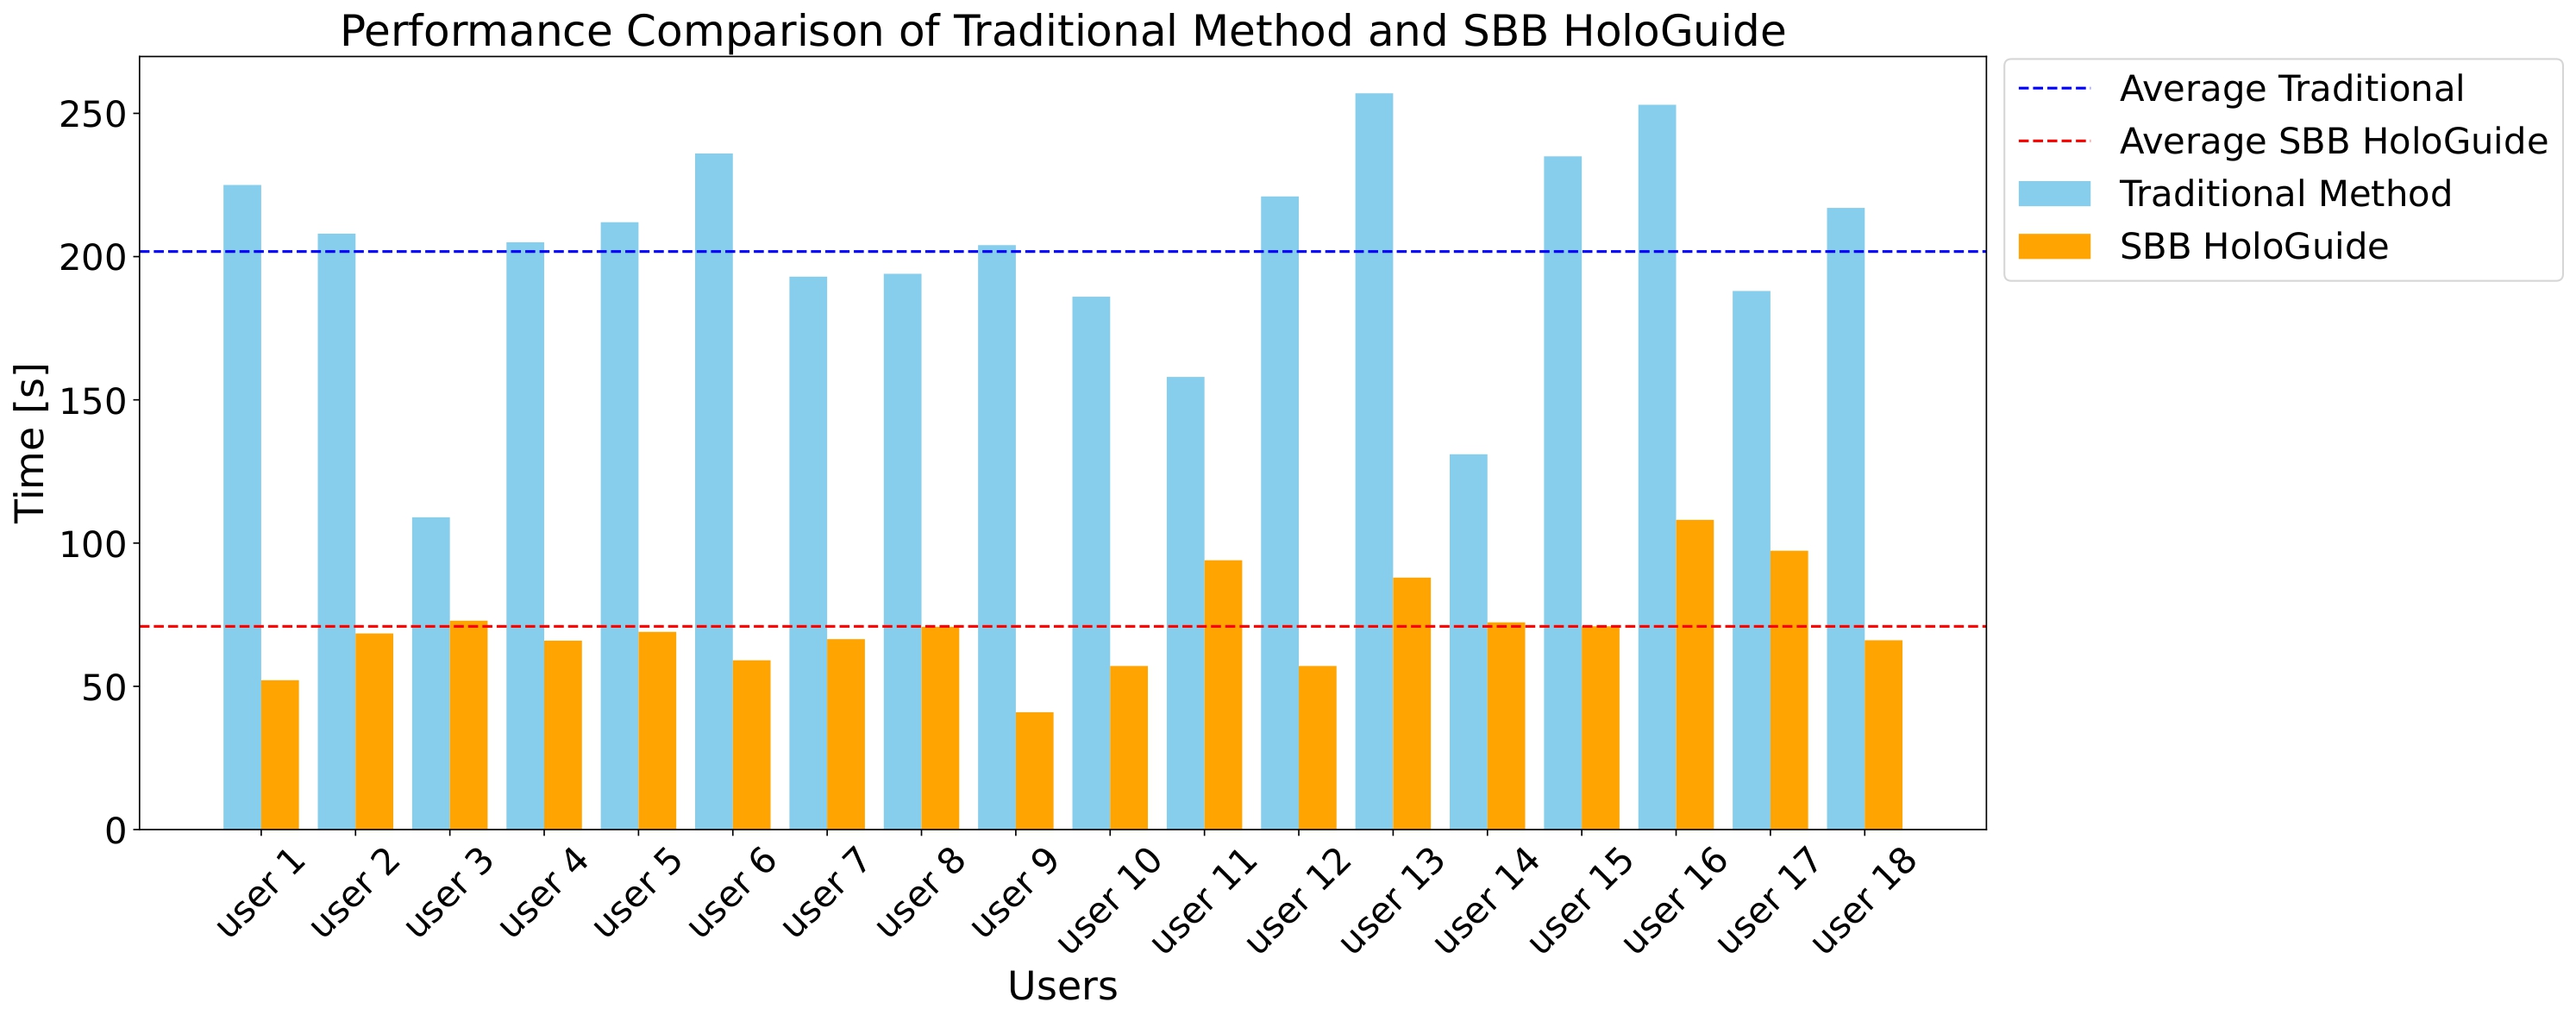 Performance Comparison of Traditional Method and SBB HoloGuide
Average Traditional
Average SBB HoloGuide
Traditional Method
SBB HoloGuide
Time [s]
250
200
150
100
50
0
user 1
user 2
user 3
user 4
user 5
user 6
user 7
user 8
user 9
user 10
user 11
user 12
user 13
user 14
user 15
user 16
user 17
user 18
Users